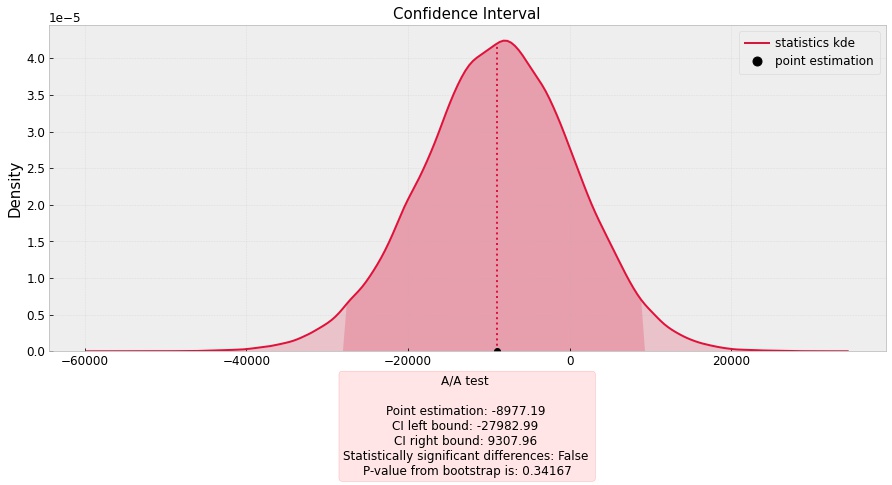 Confidence Interval
1e−5
statistics kde
point estimation
4.0
3.5
3.0
2.5
2.0
1.5
1.0
0.5
0.0
Density
−60000 −40000 −20000 0 20000
A/A test
Point estimation: -8977.19
CI left bound: -27982.99
CI right bound: 9307.96
Statistically significant differences: False
P-value from bootstrap is: 0.34167